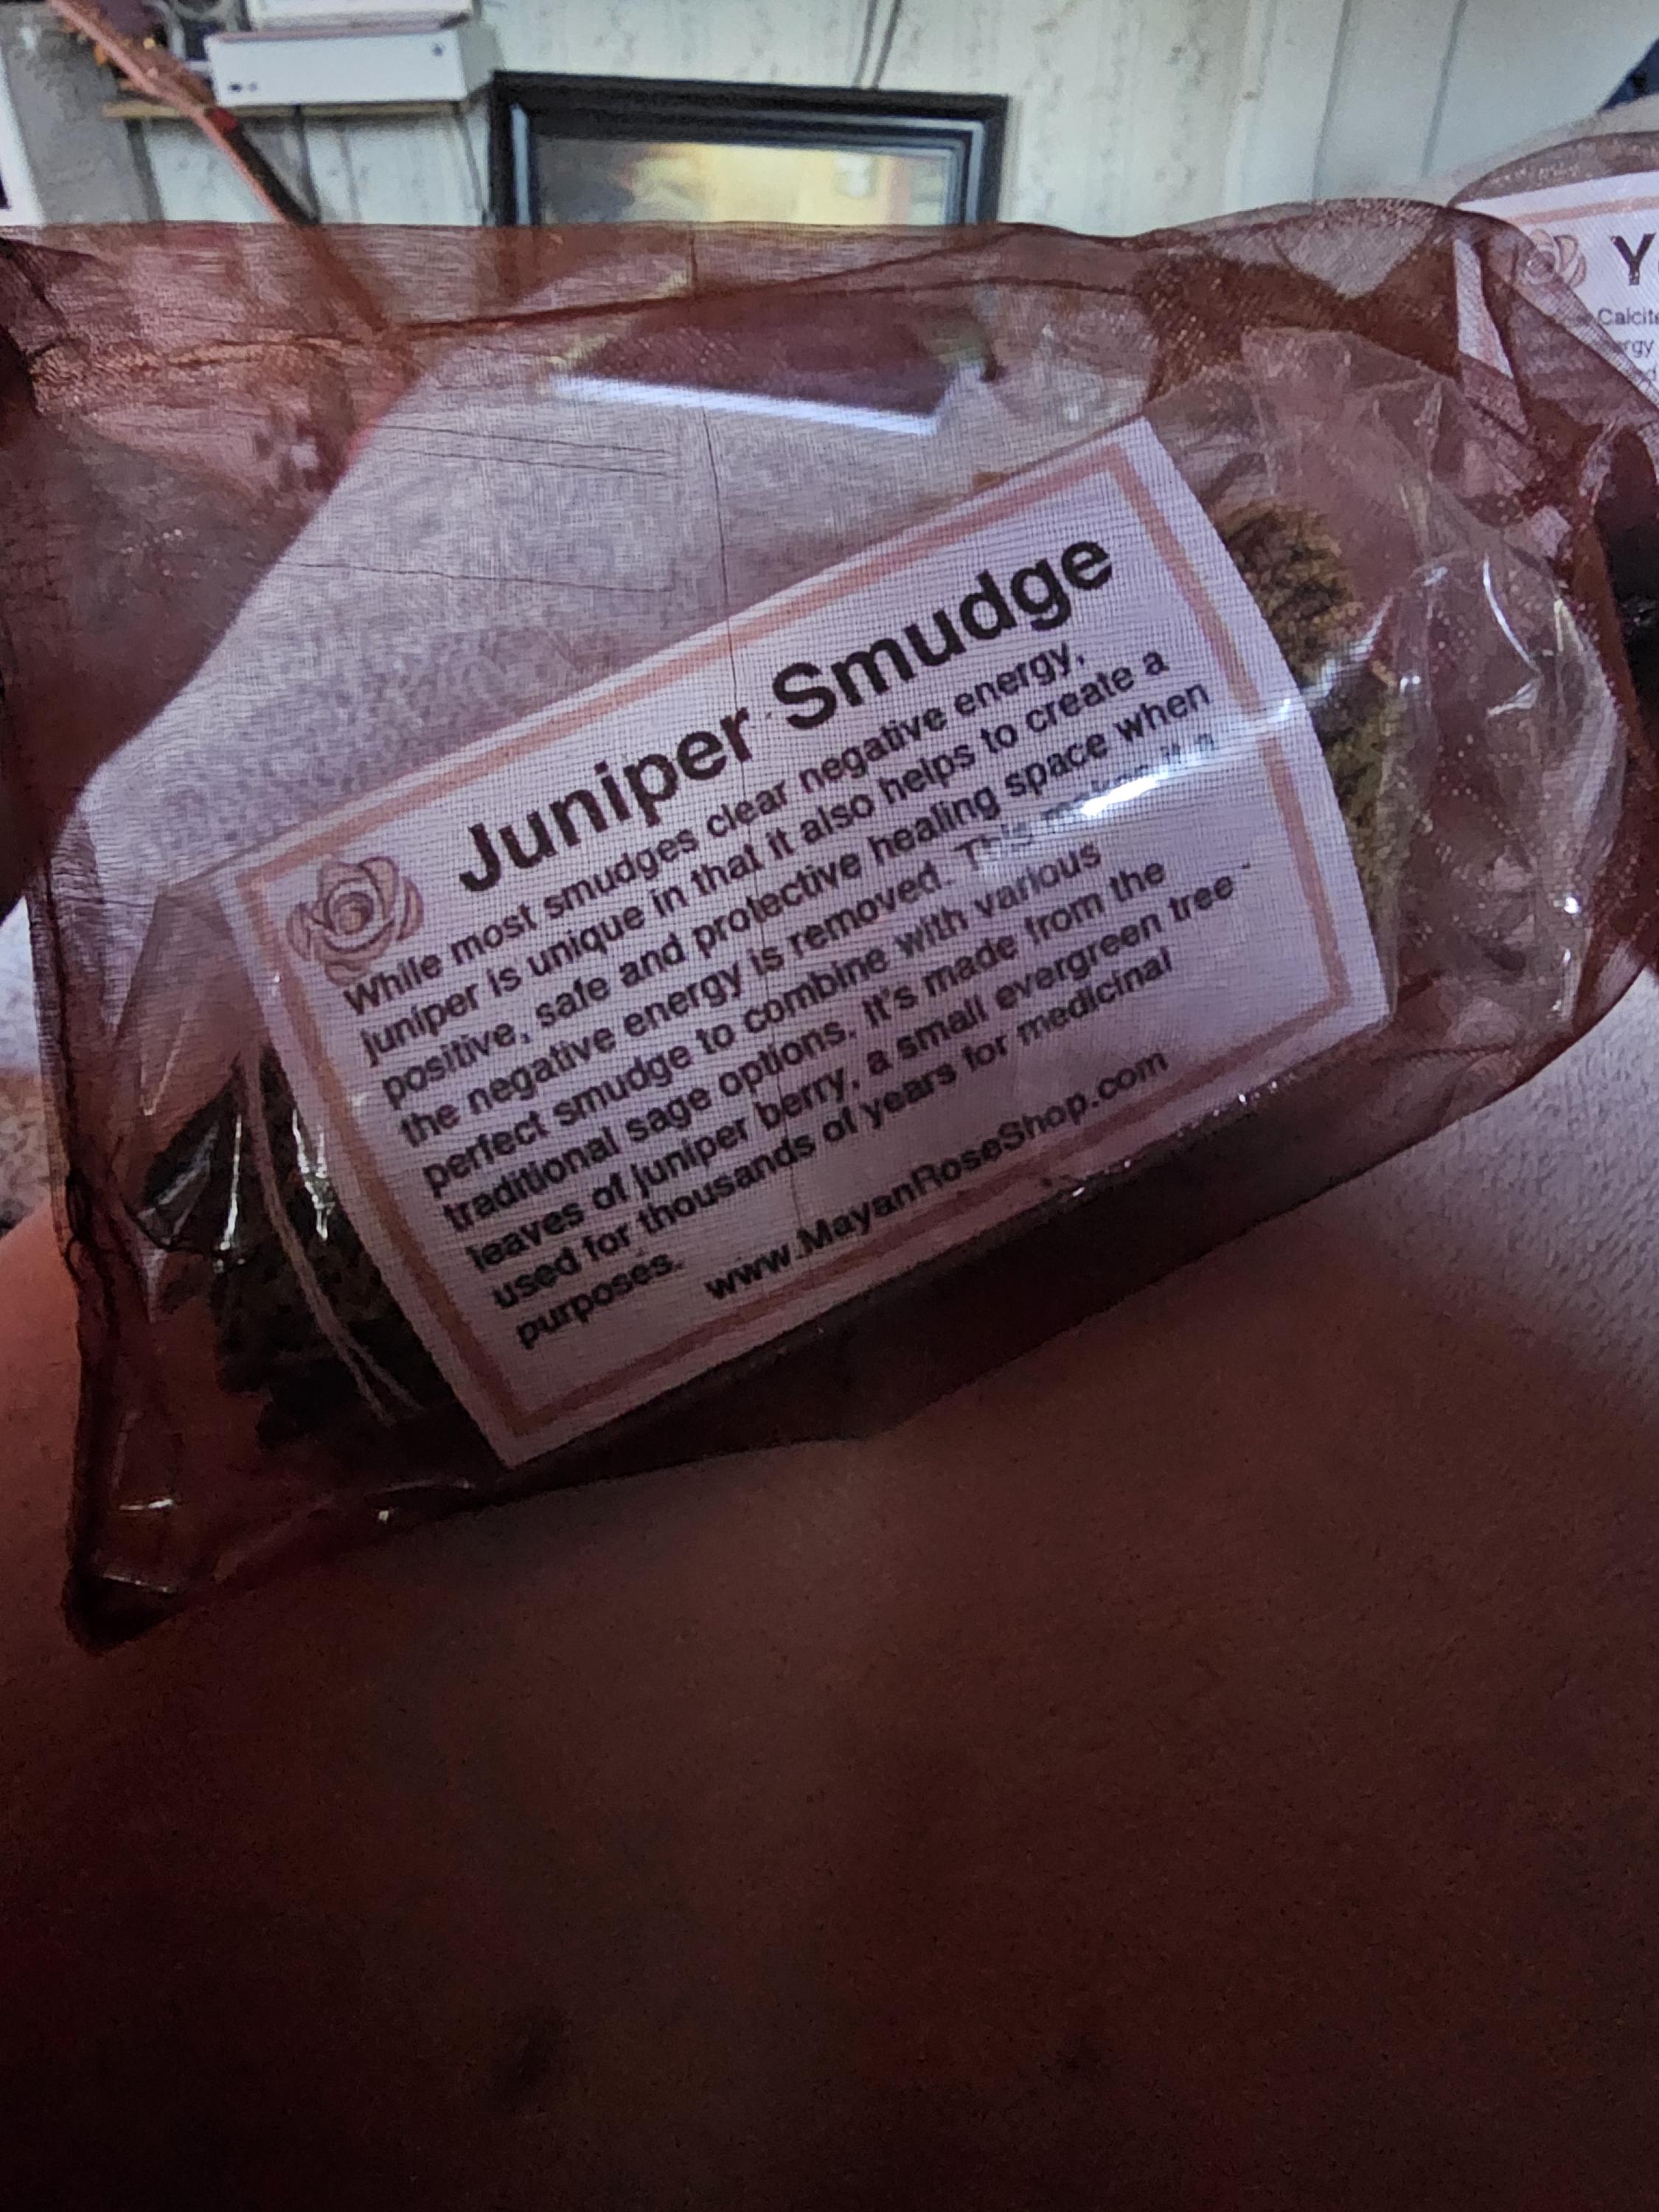 Juniper Smudge
While most smudges clear negative energy,
juniper is unique in that it also helps to create a
positive, safe and protective healing space when
the negative energy is removed. This makes it a
perfect smudge to combine with various
traditional sage options. It's made from the
leaves of juniper berry, a small evergreen tree -
used for thousands of years for medicinal
purposes.
www.MayanRoseShop.com
Calcite